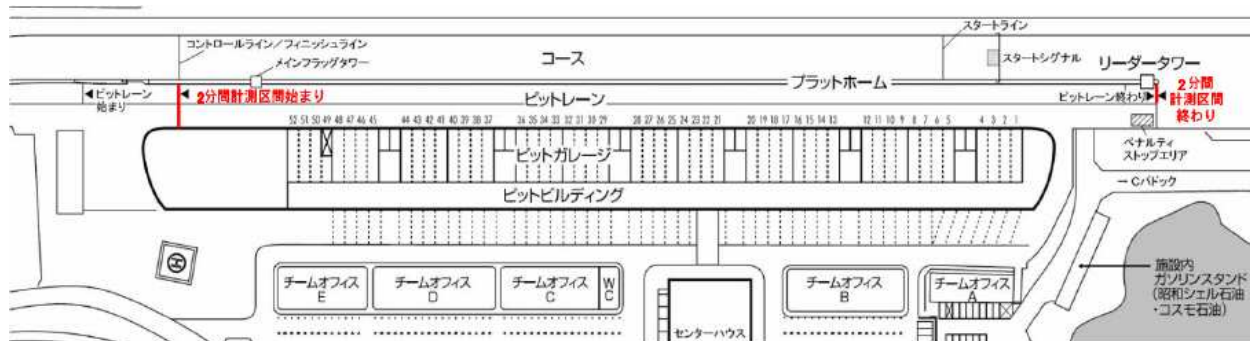 スタートライン
コントロールライン/フィニッシュライン
コース
スタートシグナル
リーダータワー
メインフラッグタワー
プラットホーム
2分間
計測区間
終わり
ピットレーン
始まり
2分間計測区間始まり
ピットレーン
ピットレーン終わり
52 51 50 49 48 47 46 45 44 43 42 41 40 39 38 37 36 35 34 33 32 31 30 29 28 27 26 25 24 23 22 21 20 19 18 17 16 15 14 13 12 11 10 9 8 7 6 5 4 3 2 1
ペナルティ
ストップエリア
ピットガレージ
→Cパドック
ピットビルディング
H
チームオフィス
E
チームオフィス
D
チームオフィス
C
WC
センターハウス
チームオフィス
B
チームオフィス
A
施設内
ガソリンスタンド
(昭和シェル石油
・コスモ石油)